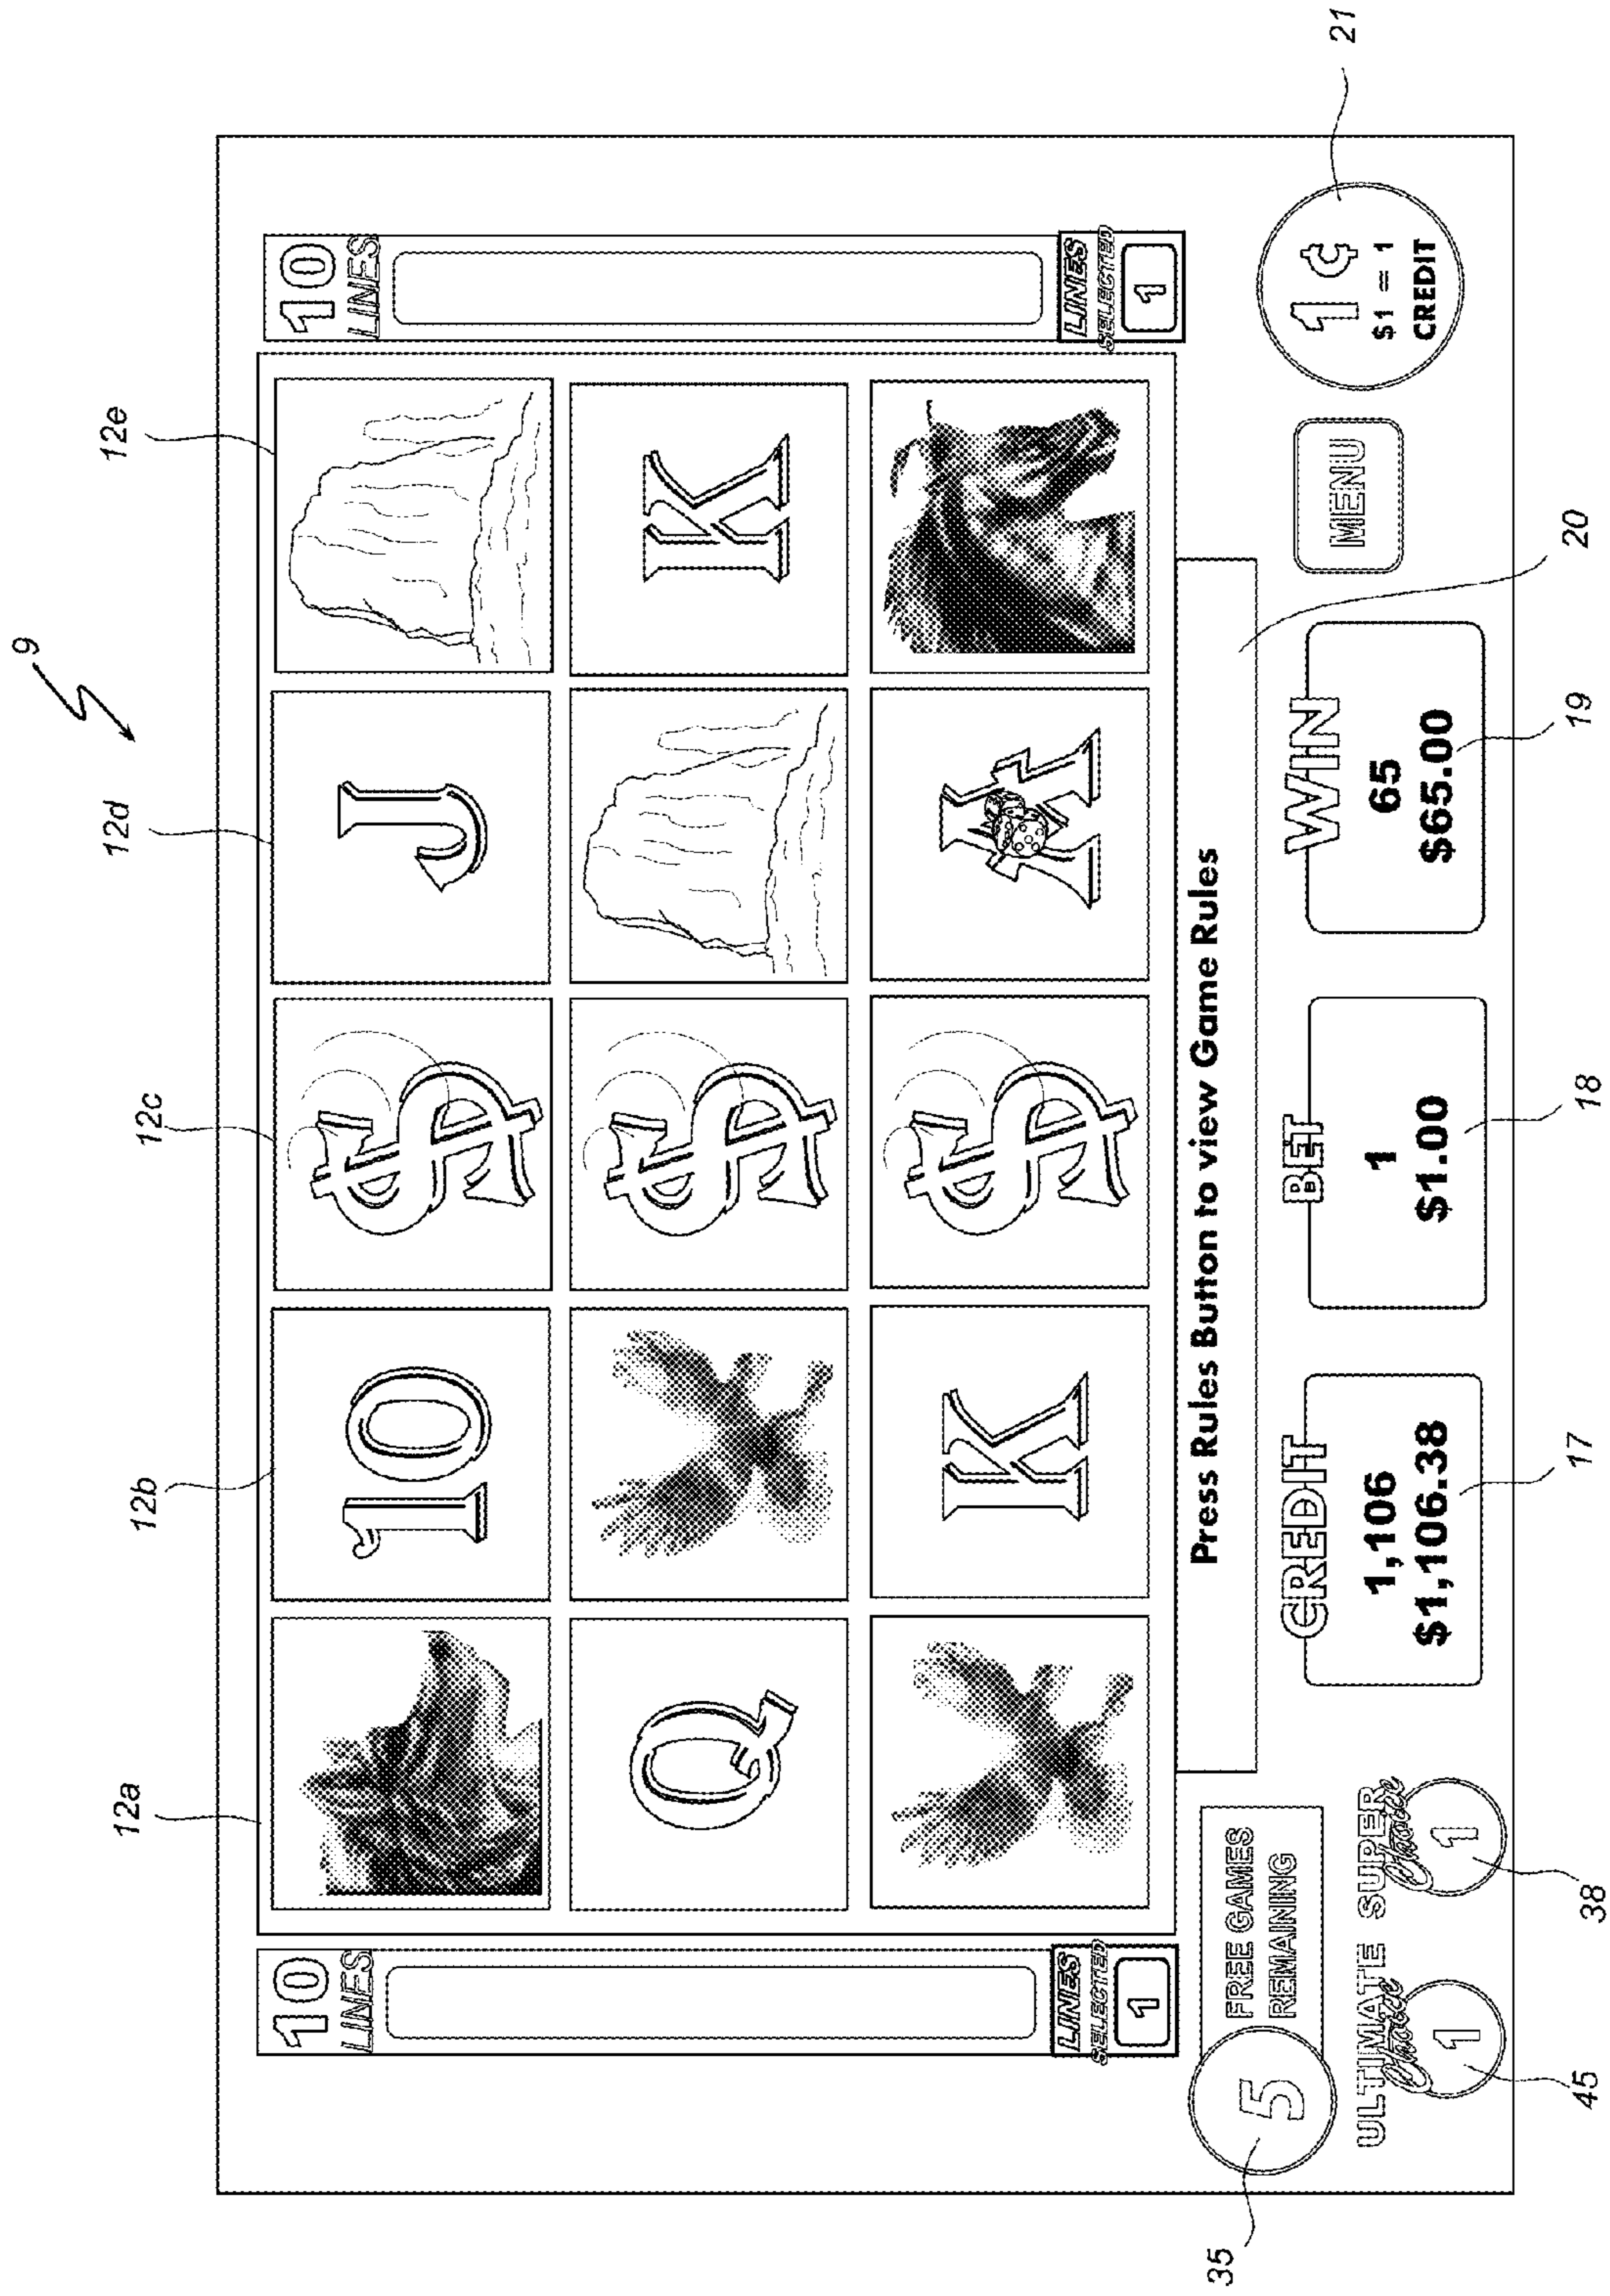 9
12a
12b
12c
12d
12e
10
LINES
10
J
10
LINES
Q
K
K
A
LINES
SELECTED
1
LINES
SELECTED
1
Press Rules Button to view Game Rules
20
5
FREE GAMES
REMAINING
35
ULTIMATE
Choice
1
45
SUPER
Choice
1
38
CREDIT
1,106
$1,106.38
17
BET
1
$1.00
18
WIN
65
$65.00
19
MENU
1¢
$1 = 1
CREDIT
21